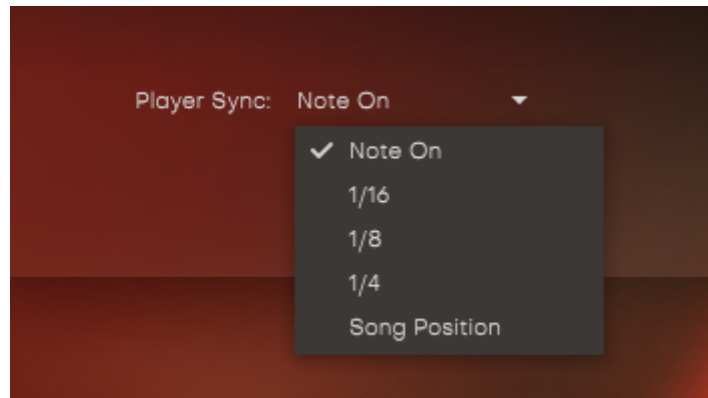 Player Sync: Note On
Note On
1/16
1/8
1/4
Song Position